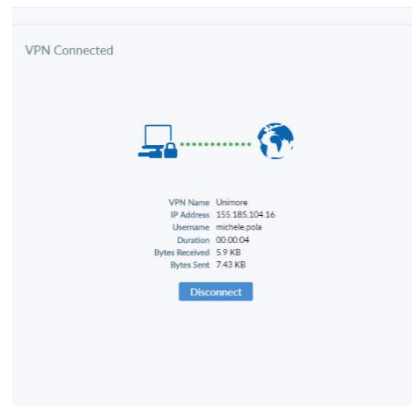 VPN Connected
VPN Name Unimore
IP Address 155.185.104.16
Username michele.pola
Duration 00:00:04
Bytes Received 5.9 KB
Bytes Sent 7.43 KB
Disconnect